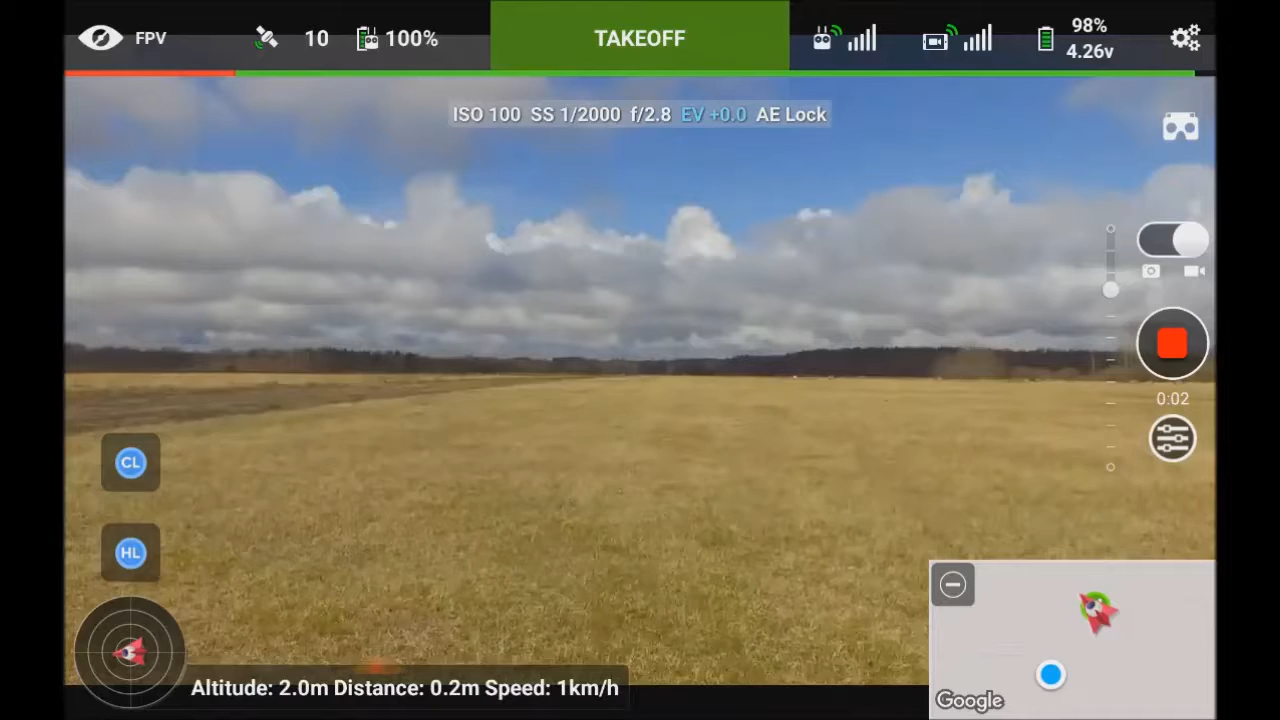 FPV
10
100%
TAKEOFF
98%
4.26v
ISO 100 SS 1/2000 f/2.8 EV +0.0 AE Lock
0:02
CL
HL
Altitude: 2.0m Distance: 0.2m Speed: 1km/h
Google